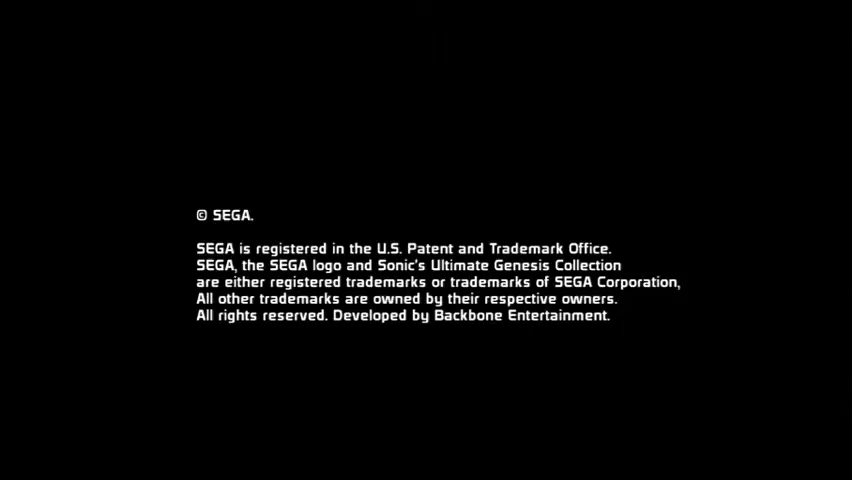 © SEGA.
SEGA is registered in the U.S. Patent and Trademark Office.
SEGA, the SEGA logo and Sonic's Ultimate Genesis Collection
are either registered trademarks or trademarks of SEGA Corporation,
All other trademarks are owned by their respective owners.
All rights reserved. Developed by Backbone Entertainment.